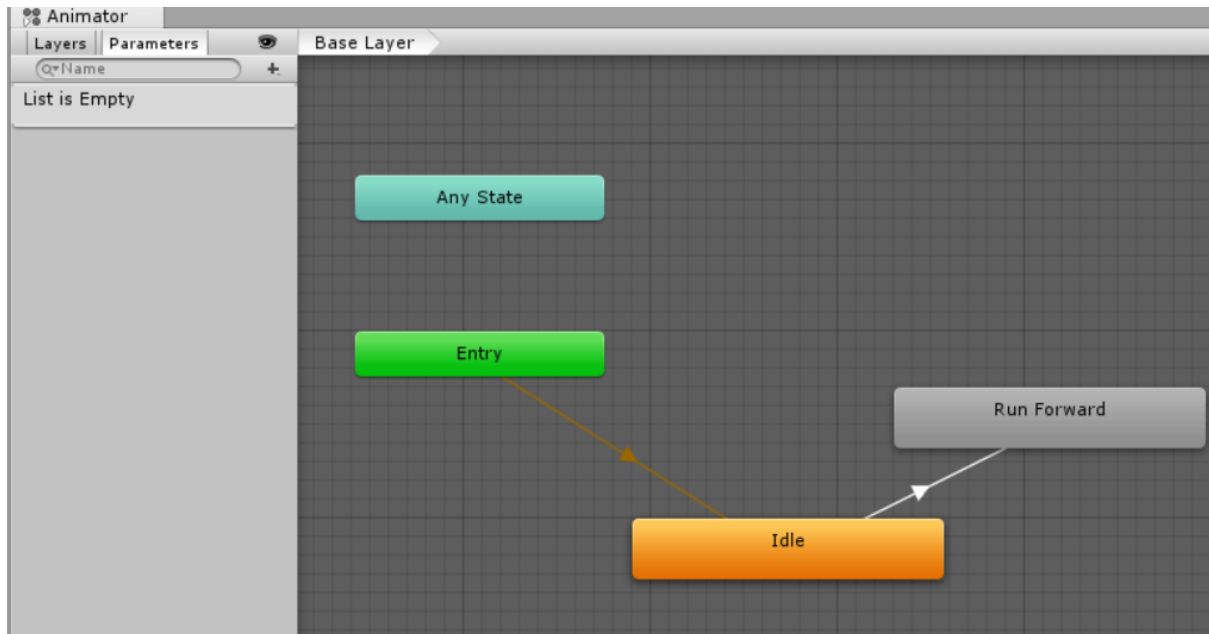 Animator
Layers Parameters
Name
Base Layer
List is Empty
Any State
Entry
Run Forward
Idle